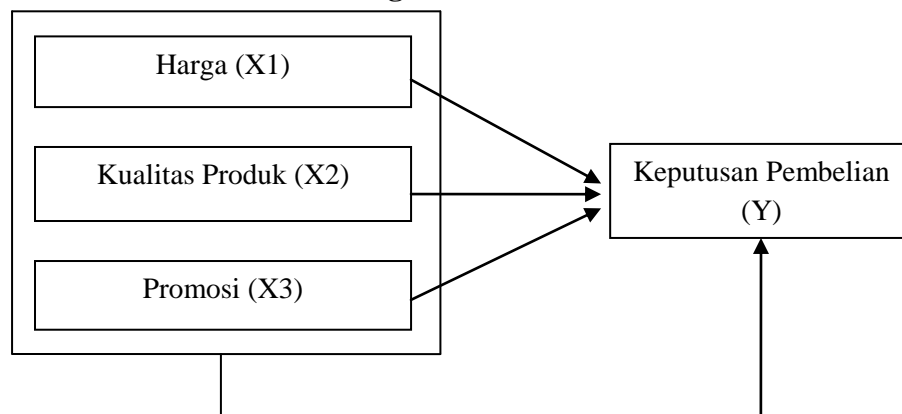 Harga (X1)
Kualitas Produk (X2)
Keputusan Pembelian
(Y)
Promosi (X3)